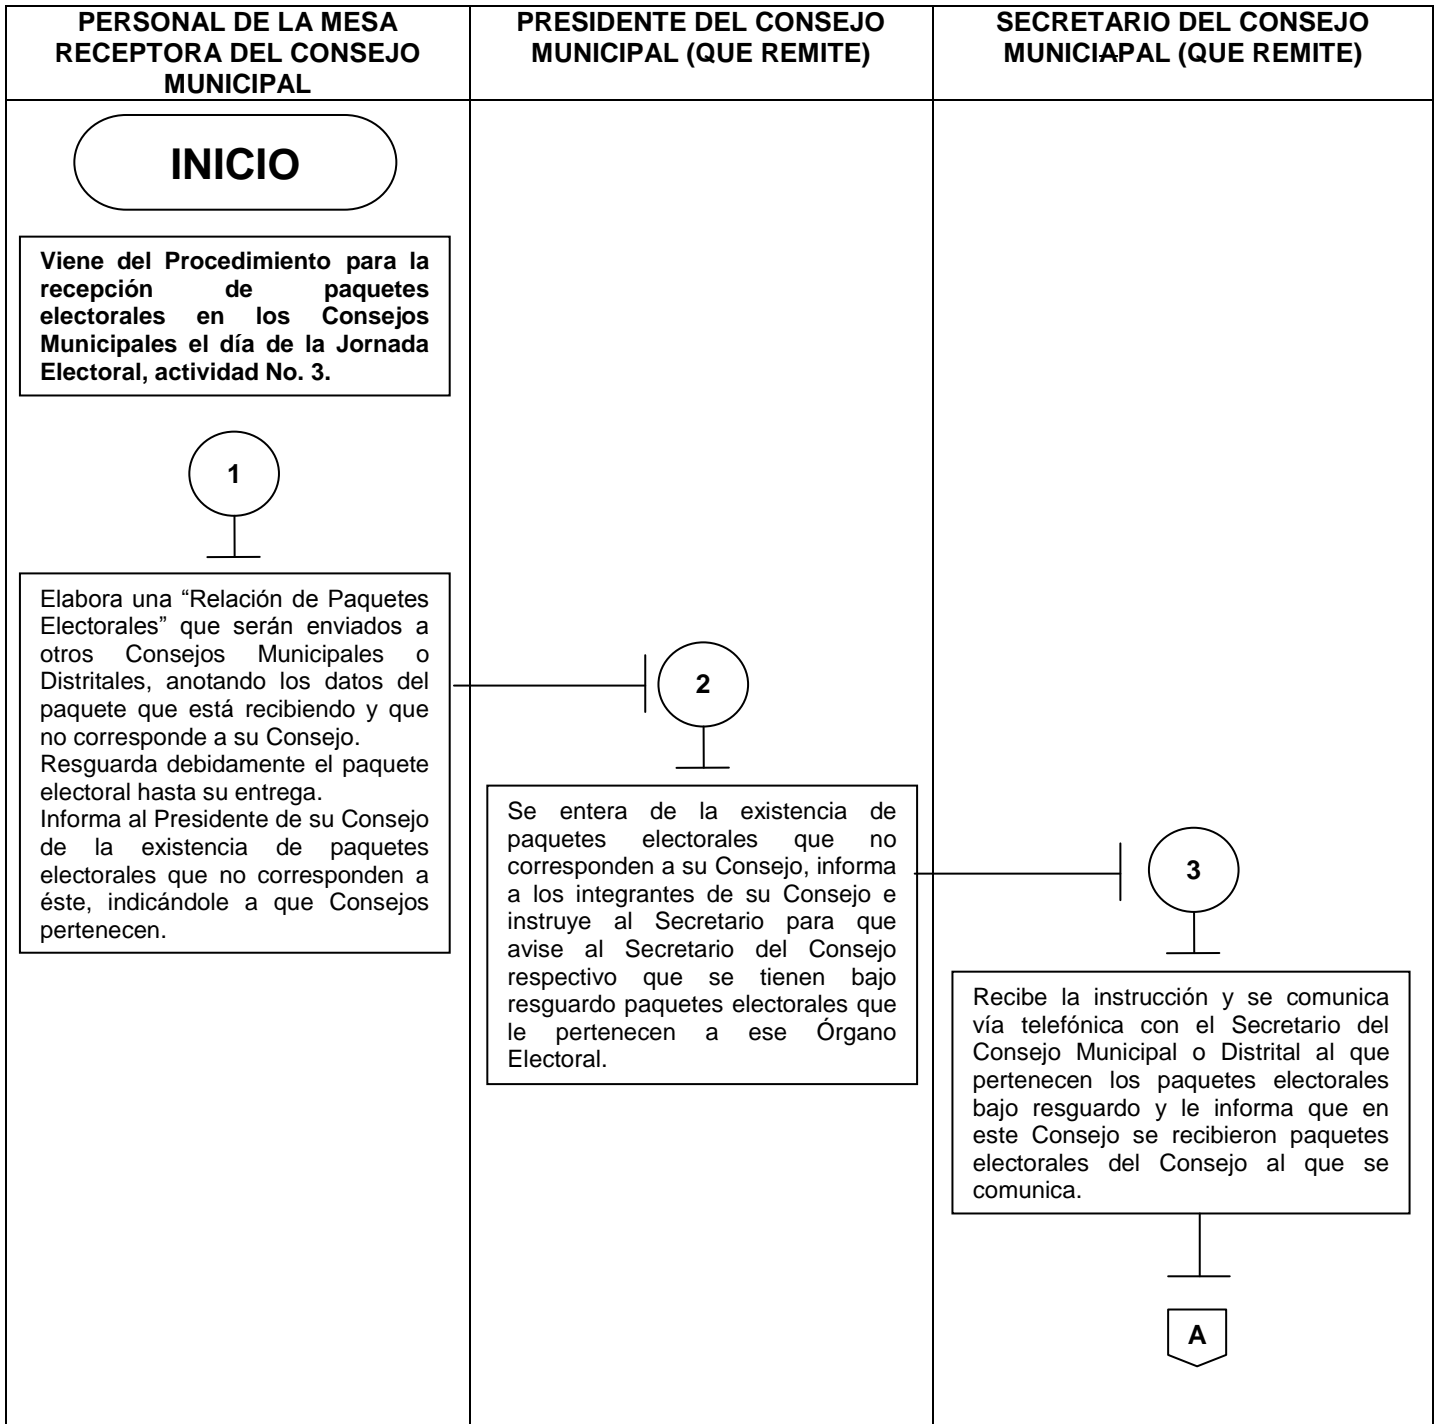 PERSONAL DE LA MESA
RECEPTORA DEL CONSEJO
MUNICIPAL
PRESIDENTE DEL CONSEJO
MUNICIPAL (QUE REMITE)
SECRETARIO DEL CONSEJO
MUNICIAPAL (QUE REMITE)
INICIO
Viene del Procedimiento para la
recepción de paquetes
electorales en los Consejos
Municipales el día de la Jornada
Electoral, actividad No. 3.
1
Elabora una “Relación de Paquetes
Electorales” que serán enviados a
otros Consejos Municipales o
Distritales, anotando los datos del
paquete que está recibiendo y que
no corresponde a su Consejo.
Resguarda debidamente el paquete
electoral hasta su entrega.
Informa al Presidente de su Consejo
de la existencia de paquetes
electorales que no corresponden a
éste, indicándole a que Consejos
pertenecen.
2
Se entera de la existencia de
paquetes electorales que no
corresponden a su Consejo, informa
a los integrantes de su Consejo e
instruye al Secretario para que
avise al Secretario del Consejo
respectivo que se tienen bajo
resguardo paquetes electorales que
le pertenecen a ese Órgano
Electoral.
3
Recibe la instrucción y se comunica
vía telefónica con el Secretario del
Consejo Municipal o Distrital al que
pertenecen los paquetes electorales
bajo resguardo y le informa que en
este Consejo se recibieron paquetes
electorales del Consejo al que se
comunica.
A